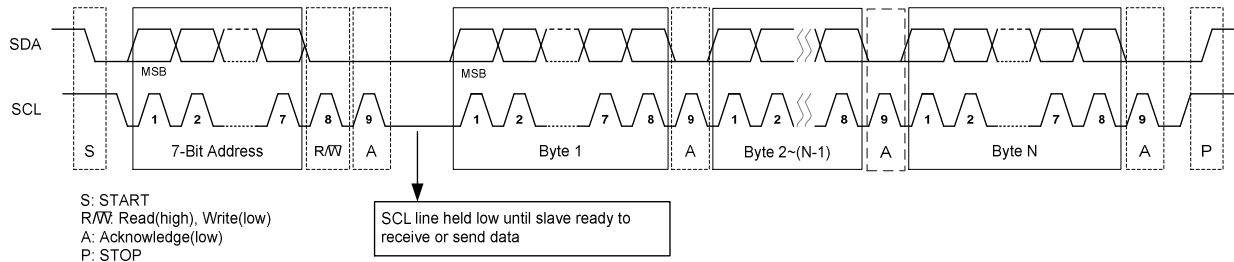 SDA
MSB
MSB
SCL
1 2 7 8 9 1 2 7 8 9 1 2 8 9 1 2 7 8 9
S 7-Bit Address R/W̅ A Byte 1 A Byte 2~(N-1) A Byte N A P
S: START
R/W̅: Read(high), Write(low)
A: Acknowledge(low)
P: STOP
SCL line held low until slave ready to
receive or send data